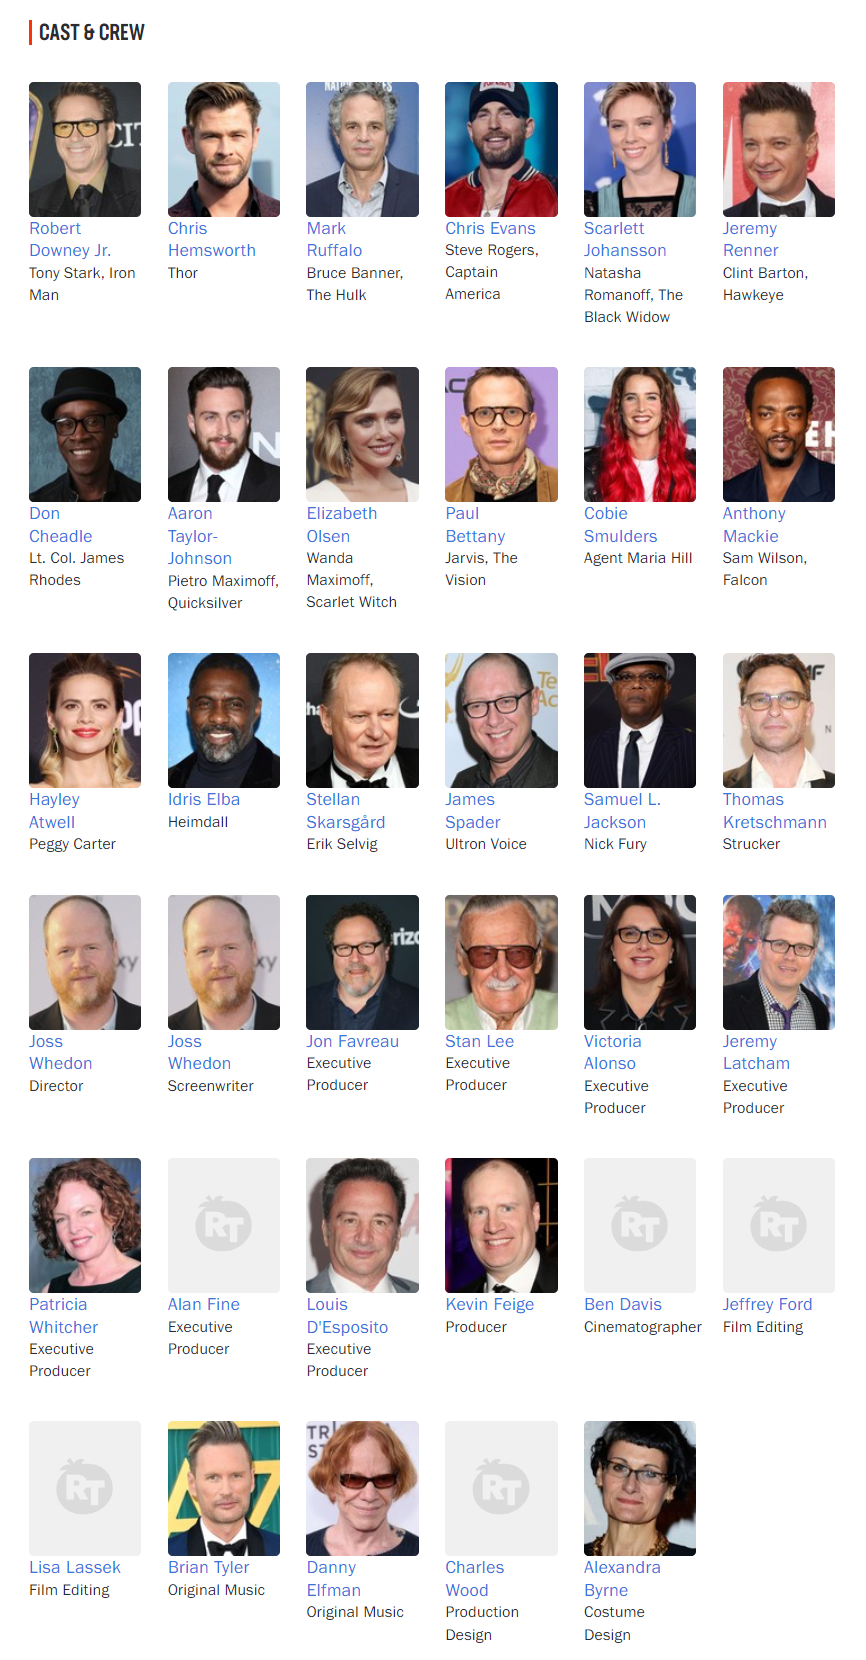 CAST & CREW
Robert
Downey Jr.
Tony Stark, Iron
Man
Chris
Hemsworth
Thor
Mark
Ruffalo
Bruce Banner,
The Hulk
Chris Evans
Steve Rogers,
Captain
America
Scarlett
Johansson
Natasha
Romanoff, The
Black Widow
Jeremy
Renner
Clint Barton,
Hawkeye
Don
Cheadle
Lt. Col. James
Rhodes
Aaron
Taylor-
Johnson
Pietro Maximoff,
Quicksilver
Elizabeth
Olsen
Wanda
Maximoff,
Scarlet Witch
Paul
Bettany
Jarvis, The
Vision
Cobie
Smulders
Agent Maria Hill
Anthony
Mackie
Sam Wilson,
Falcon
Hayley
Atwell
Peggy Carter
Idris Elba
Heimdall
Stellan
Skarsgård
Erik Selvig
James
Spader
Ultron Voice
Samuel L.
Jackson
Nick Fury
Thomas
Kretschmann
Strucker
Joss
Whedon
Director
Joss
Whedon
Screenwriter
Jon Favreau
Executive
Producer
Stan Lee
Executive
Producer
Victoria
Alonso
Executive
Producer
Jeremy
Latcham
Executive
Producer
Patricia
Whitcher
Executive
Producer
RT
Alan Fine
Executive
Producer
Louis
D'Esposito
Executive
Producer
Kevin Feige
Producer
RT
Ben Davis
Cinematographer
RT
Jeffrey Ford
Film Editing
RT
Lisa Lassek
Film Editing
Brian Tyler
Original Music
Danny
Elfman
Original Music
RT
Charles
Wood
Production
Design
Alexandra
Byrne
Costume
Design